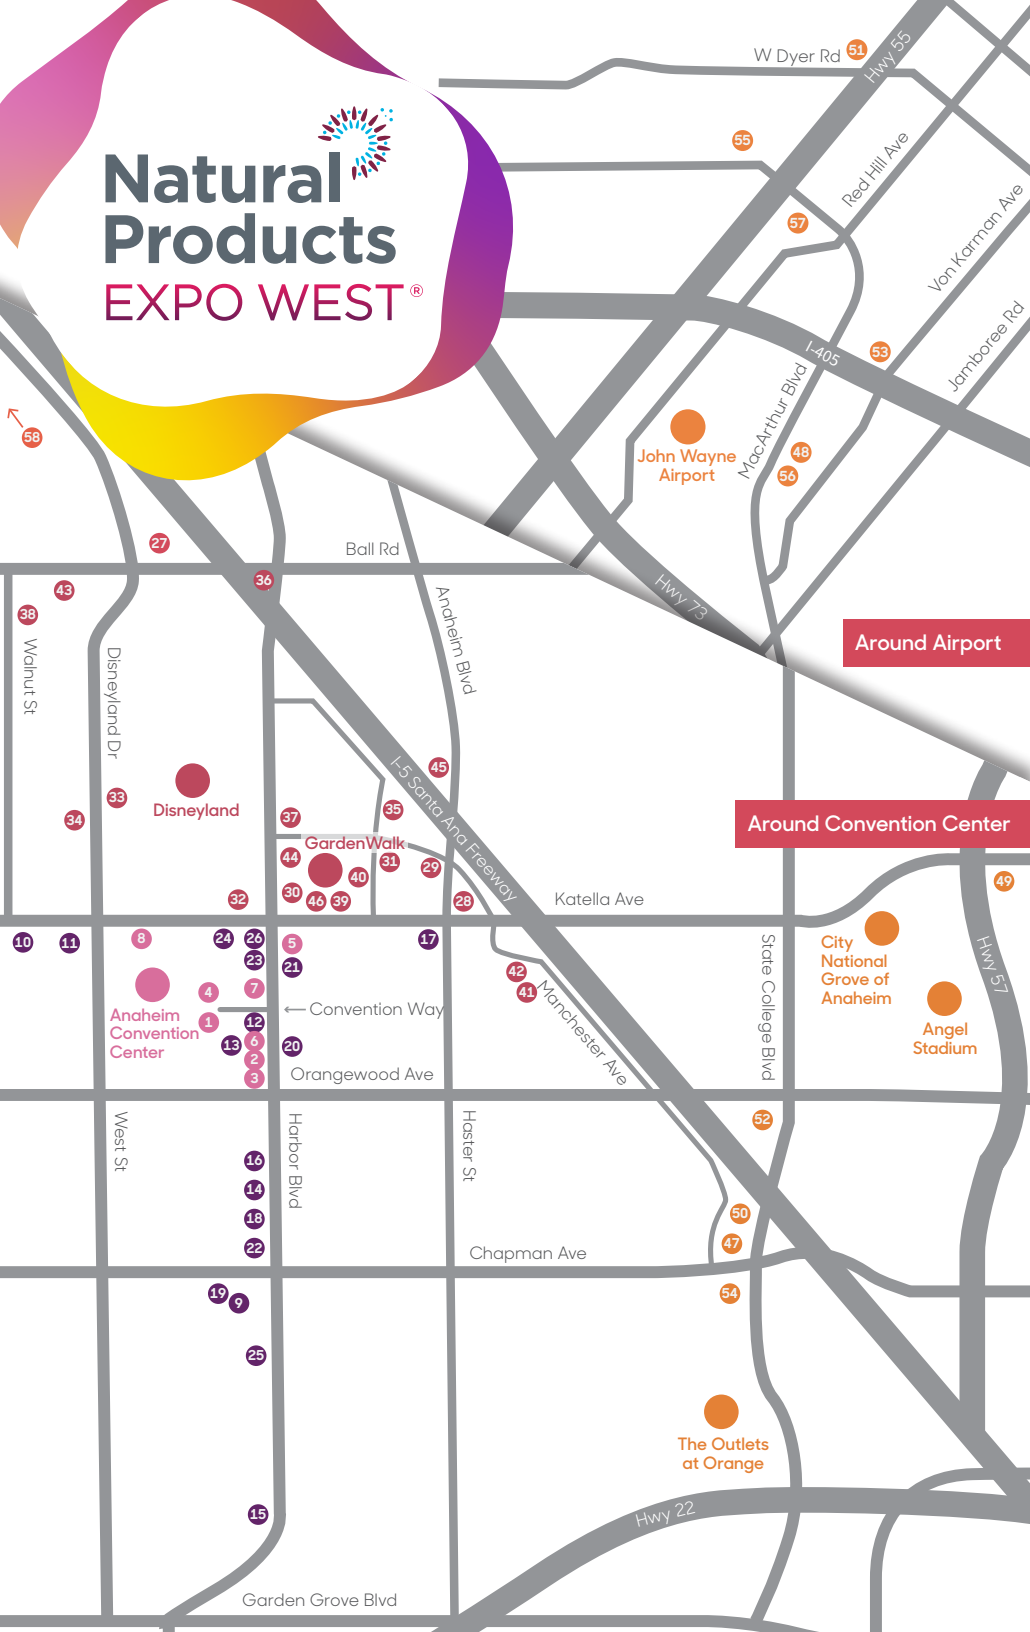 Natural
Products
EXPO WEST®
W Dyer Rd
51
Hwy 55
55
Red Hill Ave
57
Von Karman Ave
I-405
53
Jamboree Rd
MacArthur Blvd
John Wayne
Airport
48
56
58
27
Ball Rd
36
43
38
Hwy 73
Anaheim Blvd
Around Airport
Walnut St
Disneyland Dr
I-5 Santa Ana Freeway
45
Disneyland
33
34
37
35
Around Convention Center
GardenWalk
44
31
29
40
30
46
39
32
28
Katella Ave
49
10
11
8
24
26
5
17
23
21
City
National
Grove of
Anaheim
State College Blvd
Hwy 57
42
41
Manchester Ave
4
7
Anaheim
Convention
Center
1
← Convention Way
12
13
6
20
2
3
Angel
Stadium
Orangewood Ave
West St
Harbor Blvd
Haster St
52
16
14
18
22
50
47
Chapman Ave
19
9
54
25
The Outlets
at Orange
15
Hwy 22
Garden Grove Blvd